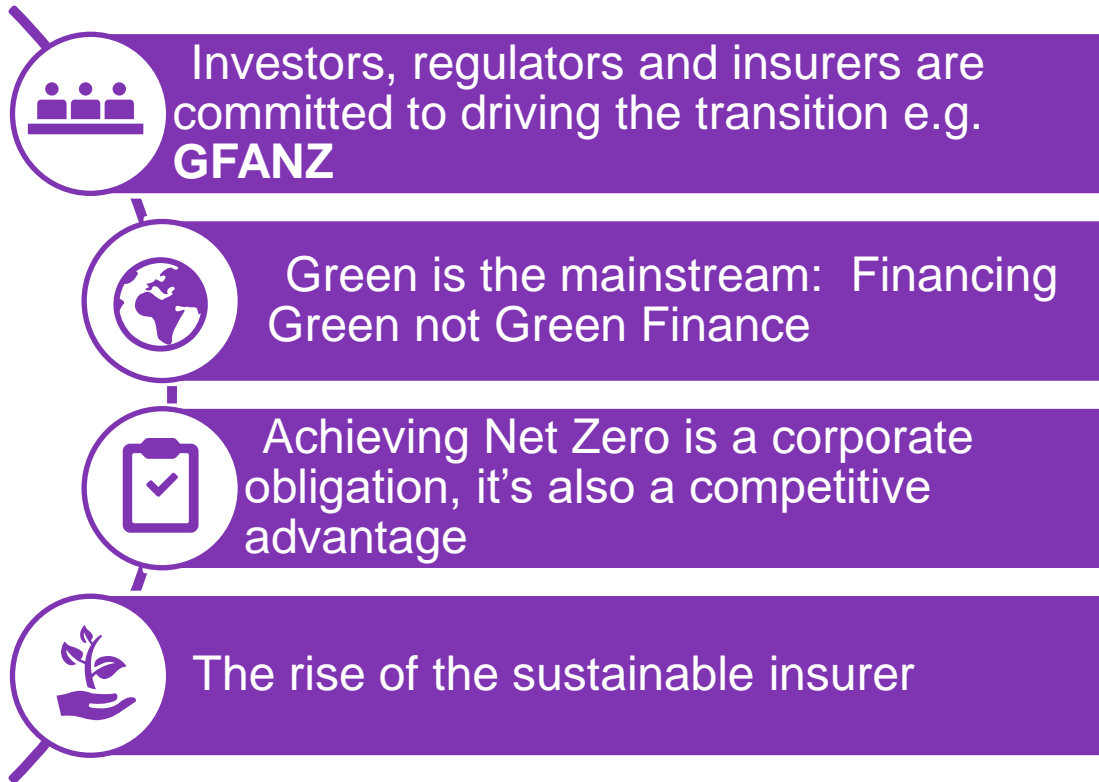 Investors, regulators and insurers are
committed to driving the transition e.g.
GFANZ
Green is the mainstream:  Financing
Green not Green Finance
Achieving Net Zero is a corporate
obligation, it’s also a competitive
advantage
The rise of the sustainable insurer